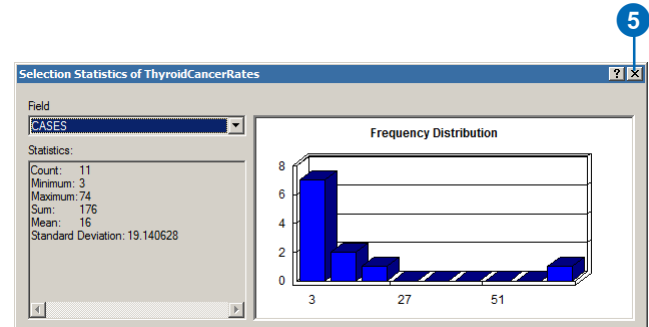 5
Selection Statistics of ThyroidCancerRates
? ×
Field
CASES
Statistics:
Count: 11
Minimum: 3
Maximum: 74
Sum: 176
Mean: 16
Standard Deviation: 19.140628
Frequency Distribution
8
6
4
2
0
3 27 51